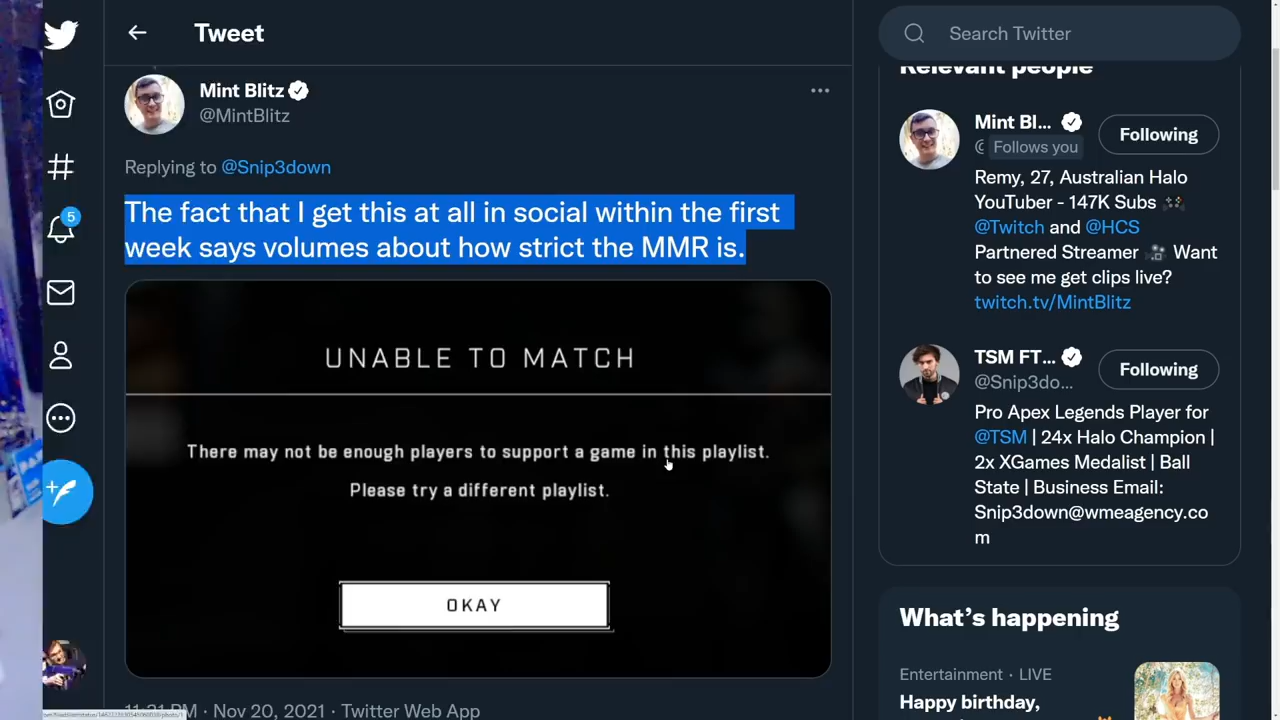 Tweet
Search Twitter
Relevant people
Mint Blitz
@MintBlitz
Replying to @Snip3down
The fact that I get this at all in social within the first
week says volumes about how strict the MMR is.
UNABLE TO MATCH
There may not be enough players to support a game in this playlist.
Please try a different playlist.
OKAY
11:21 PM · Nov 20, 2021 · Twitter Web App
5
Mint Bl...
Follows you
Following
Remy, 27, Australian Halo
YouTuber - 147K Subs
@Twitch and @HCS
Partnered Streamer Want
to see me get clips live?
twitch.tv/MintBlitz
TSM FT...
@Snip3do...
Following
Pro Apex Legends Player for
@TSM | 24x Halo Champion |
2x XGames Medalist | Ball
State | Business Email:
Snip3down@wmeagency.co
m
What's happening
Entertainment · LIVE
Happy birthday,